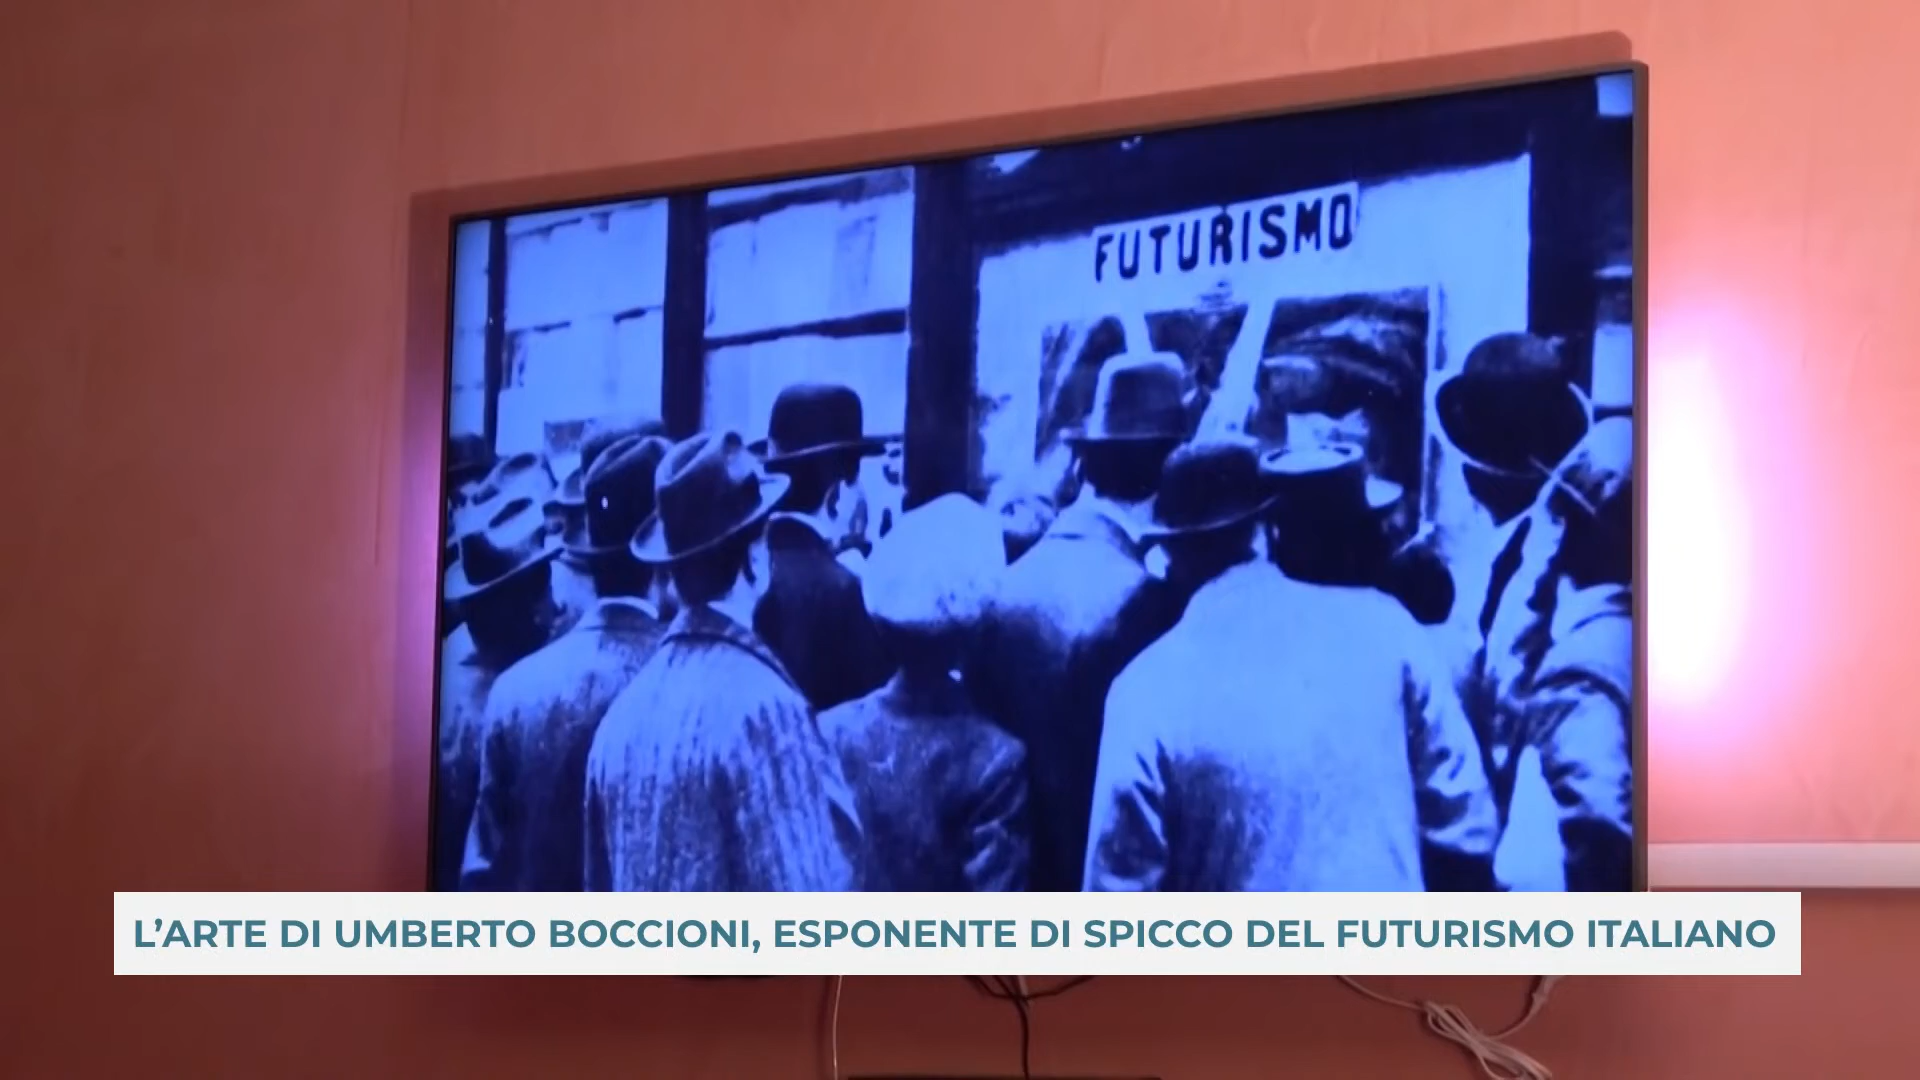 FUTURISMO
L’ARTE DI UMBERTO BOCCIONI, ESPONENTE DI SPICCO DEL FUTURISMO ITALIANO